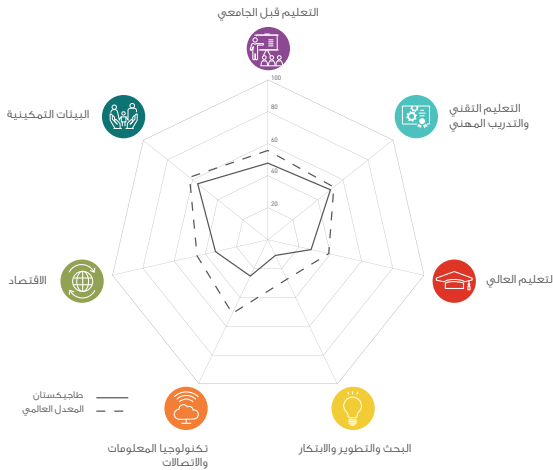 التعليم قبل الجامعي
100
80
60
40
20
التعليم التقني
والتدريب المهني
البيئات التمكينية
لتعليم العالي
الاقتصاد
طاجيكستان
المعدل العالمي
تكنولوجيا المعلومات
والاتصالات
البحث والتطوير والابتكار